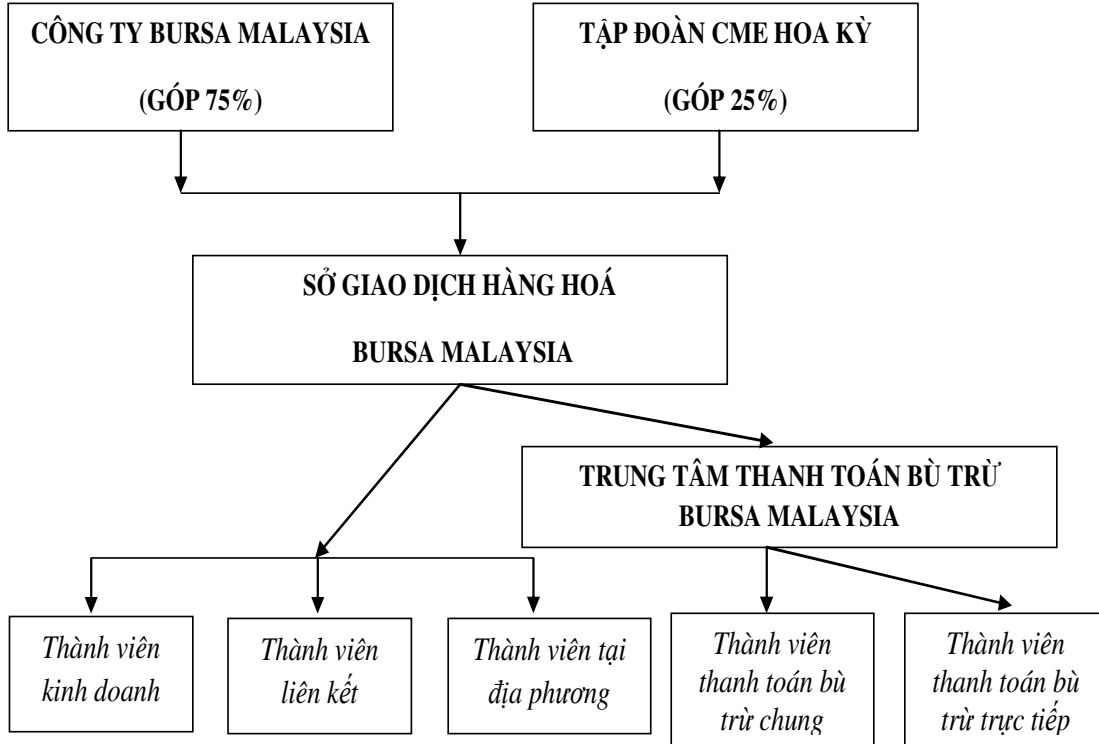 CÔNG TY BURSA MALAYSIA
(GÓP 75%)
TẬP ĐOÀN CME HOA KỲ
(GÓP 25%)
SỞ GIAO DỊCH HÀNG HOÁ
BURSA MALAYSIA
TRUNG TÂM THANH TOÁN BÙ TRỪ
BURSA MALAYSIA
Thành viên
kinh doanh
Thành viên
liên kết
Thành viên tại
địa phương
Thành viên
thanh toán bù
trừ chung
Thành viên
thanh toán bù
trừ trực tiếp